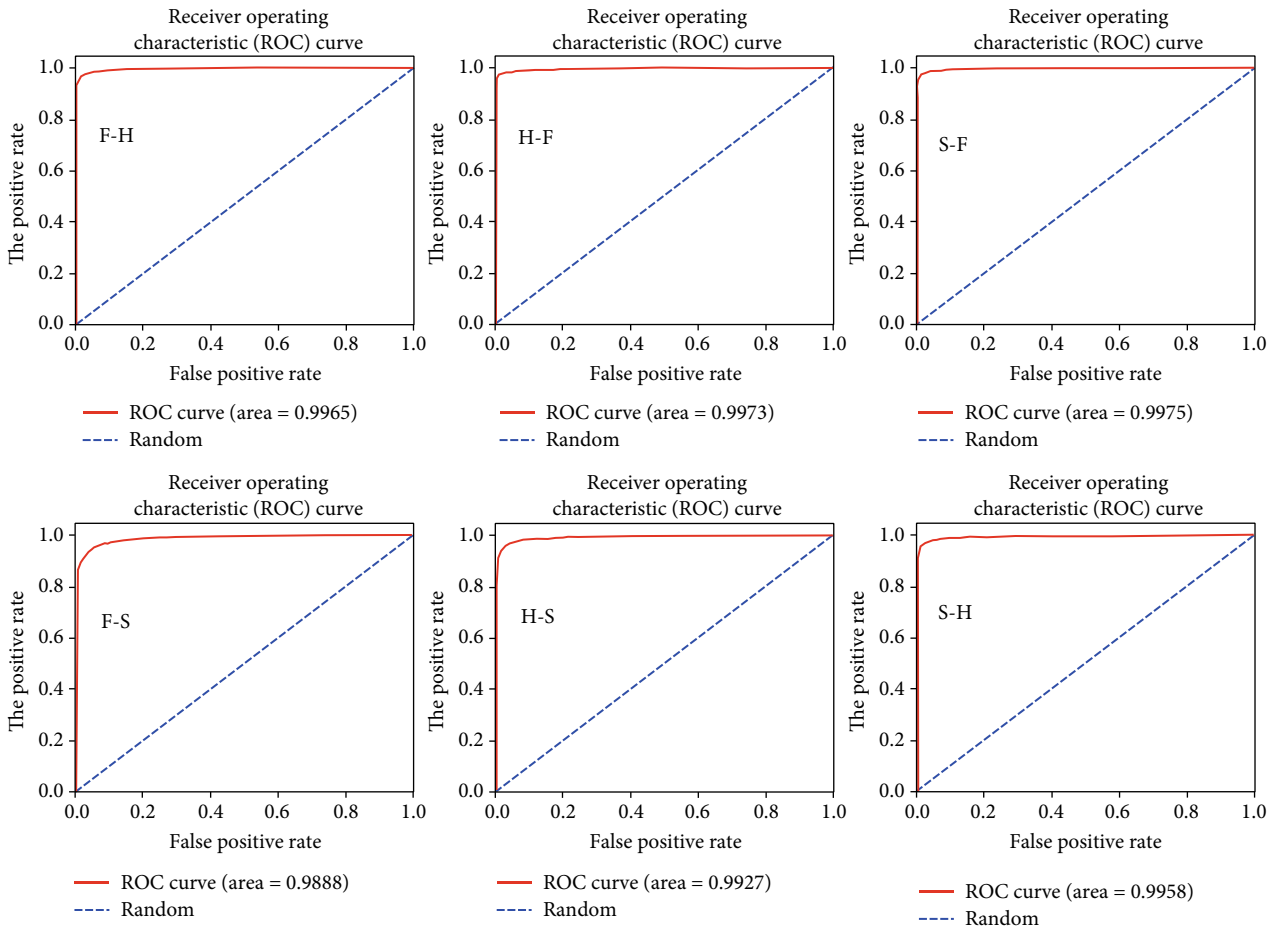 Receiver operating
characteristic (ROC) curve
1.0
0.8
0.6
0.4
0.2
0.0
The positive rate
F-H
0.0 0.2 0.4 0.6 0.8 1.0
False positive rate
ROC curve (area = 0.9965)
Random
Receiver operating
characteristic (ROC) curve
1.0
0.8
0.6
0.4
0.2
0.0
The positive rate
H-F
0.0 0.2 0.4 0.6 0.8 1.0
False positive rate
ROC curve (area = 0.9973)
Random
Receiver operating
characteristic (ROC) curve
1.0
0.8
0.6
0.4
0.2
0.0
The positive rate
S-F
0.0 0.2 0.4 0.6 0.8 1.0
False positive rate
ROC curve (area = 0.9975)
Random
Receiver operating
characteristic (ROC) curve
1.0
0.8
0.6
0.4
0.2
0.0
The positive rate
F-S
0.0 0.2 0.4 0.6 0.8 1.0
False positive rate
ROC curve (area = 0.9888)
Random
Receiver operating
characteristic (ROC) curve
1.0
0.8
0.6
0.4
0.2
0.0
The positive rate
H-S
0.0 0.2 0.4 0.6 0.8 1.0
False positive rate
ROC curve (area = 0.9927)
Random
Receiver operating
characteristic (ROC) curve
1.0
0.8
0.6
0.4
0.2
0.0
The positive rate
S-H
0.0 0.2 0.4 0.6 0.8 1.0
False positive rate
ROC curve (area = 0.9958)
Random